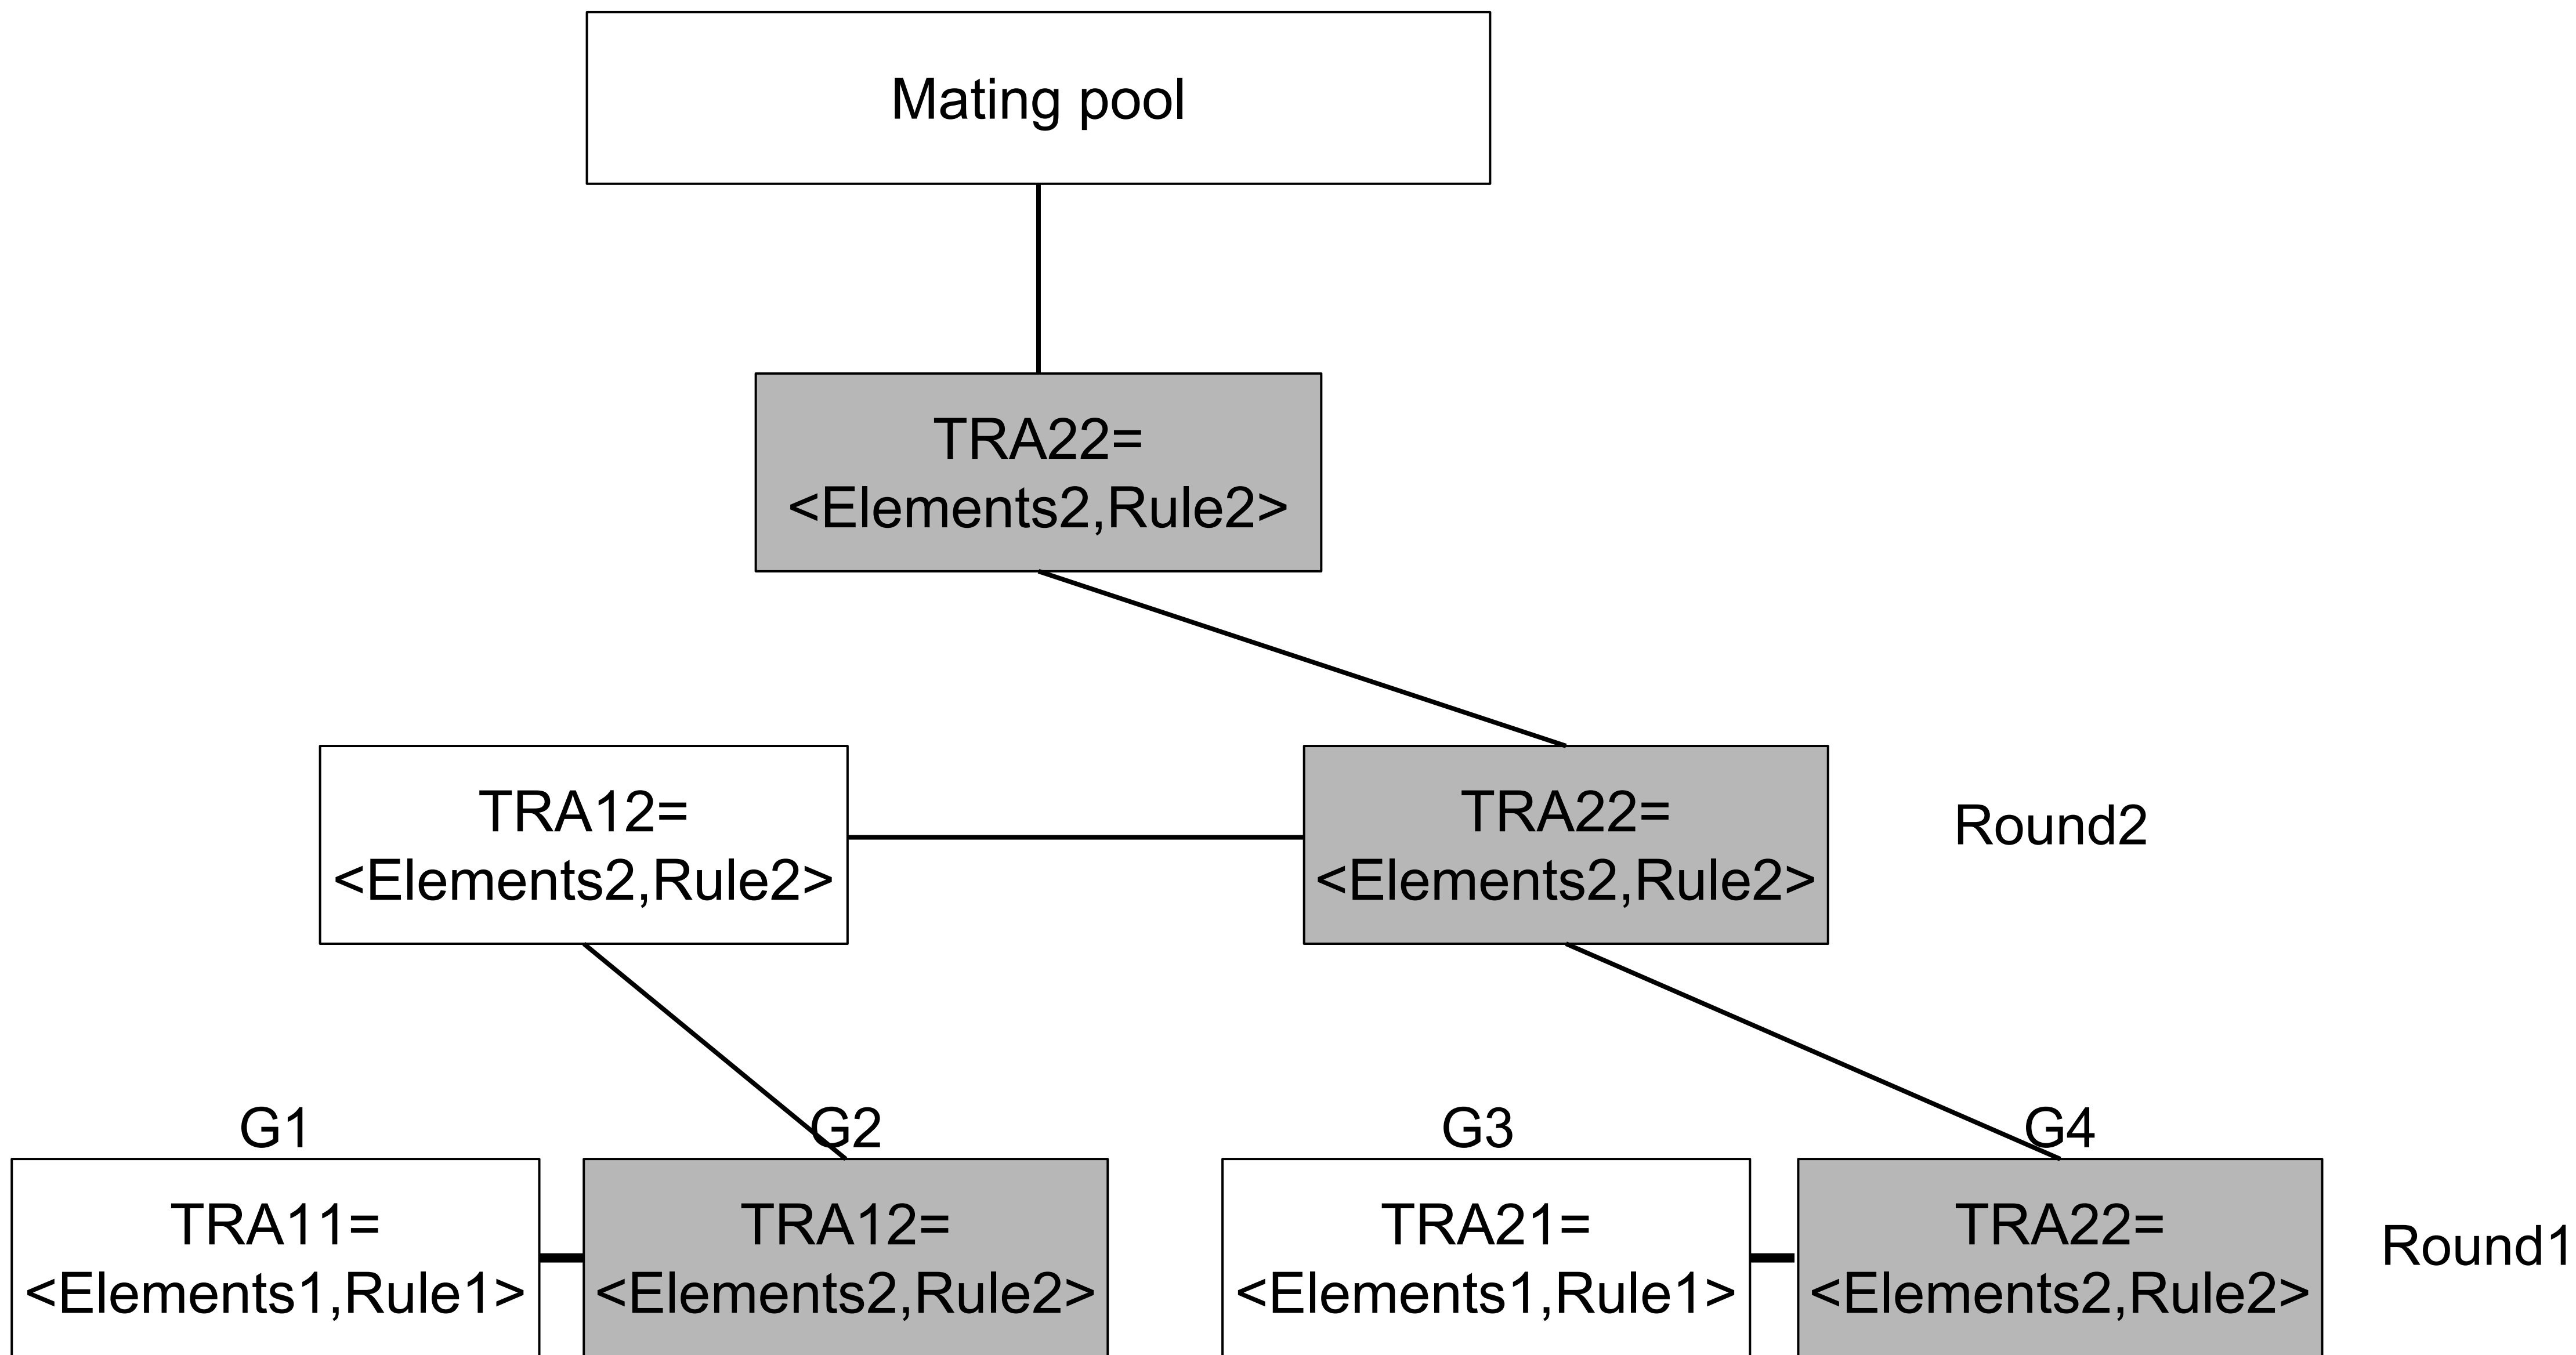 Mating pool
TRA22=
<Elements2,Rule2>
TRA12=
<Elements2,Rule2>
TRA22=
<Elements2,Rule2>
Round2
G1
G2
G3
G4
TRA11=
<Elements1,Rule1>
TRA12=
<Elements2,Rule2>
TRA21=
<Elements1,Rule1>
TRA22=
<Elements2,Rule2>
Round1